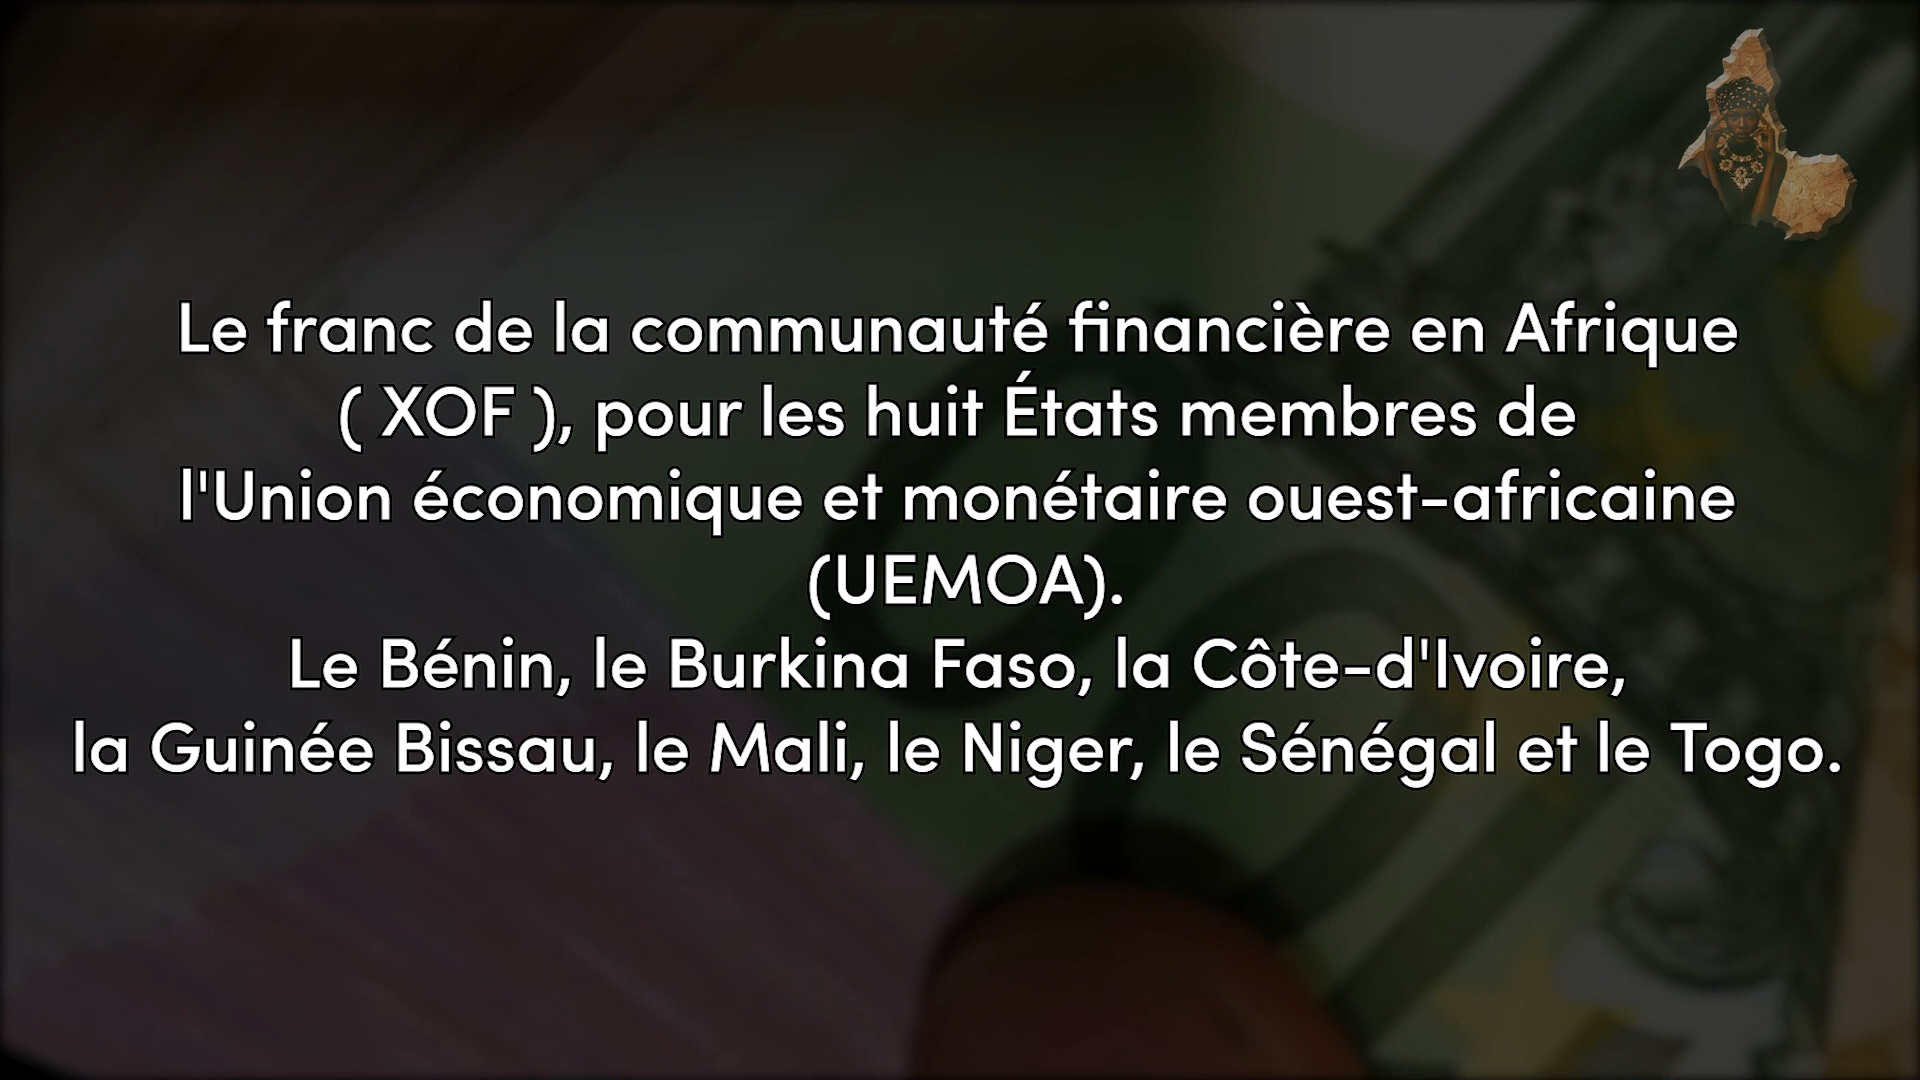 Le franc de la communauté financière en Afrique
( XOF ), pour les huit États membres de
l'Union économique et monétaire ouest-africaine
(UEMOA).
Le Bénin, le Burkina Faso, la Côte-d'Ivoire,
la Guinée Bissau, le Mali, le Niger, le Sénégal et le Togo.